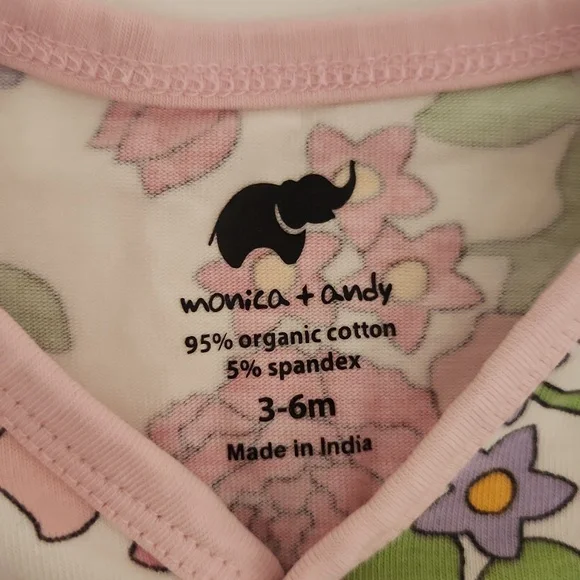 monica + andy
95% organic cotton
5% spandex
3-6m
Made in India